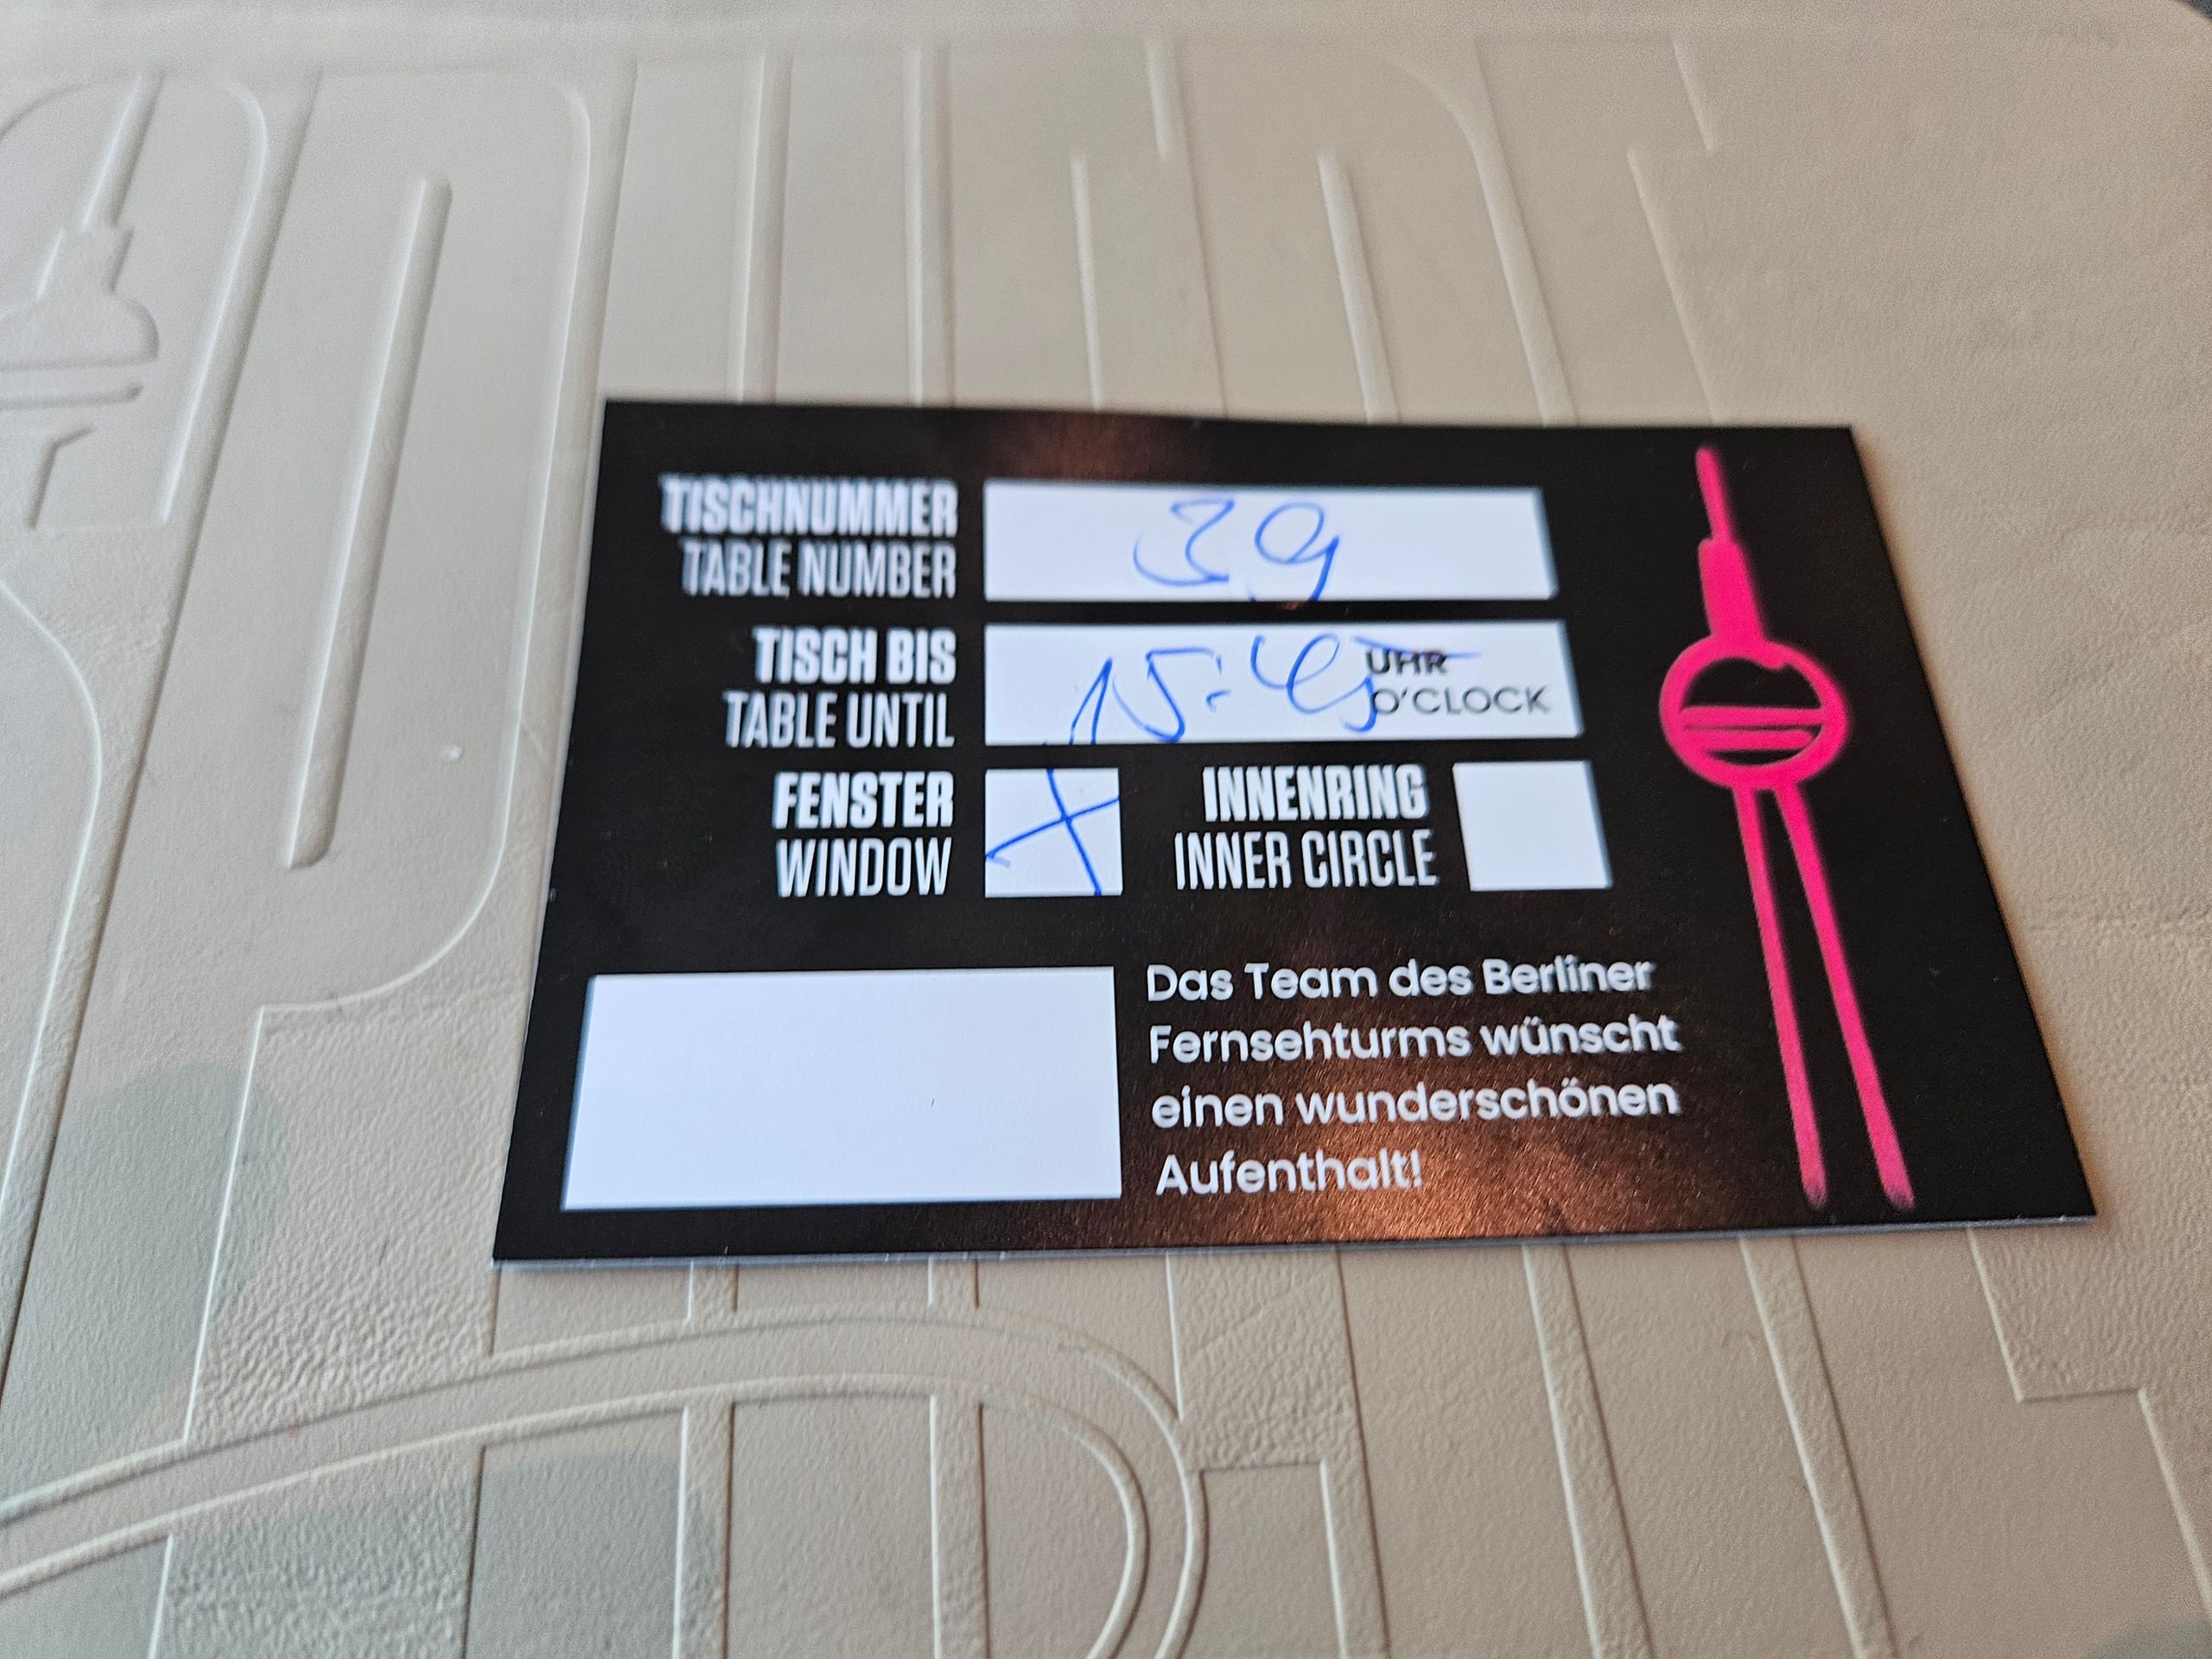 TISCHNUMMER 39
TABLE NUMBER
TISCH BIS 15:45 UHR
TABLE UNTIL O'CLOCK
FENSTER X INNENRING
WINDOW INNER CIRCLE
Das Team des Berliner
Fernsehturms wünscht
einen wunderschönen
Aufenthalt!